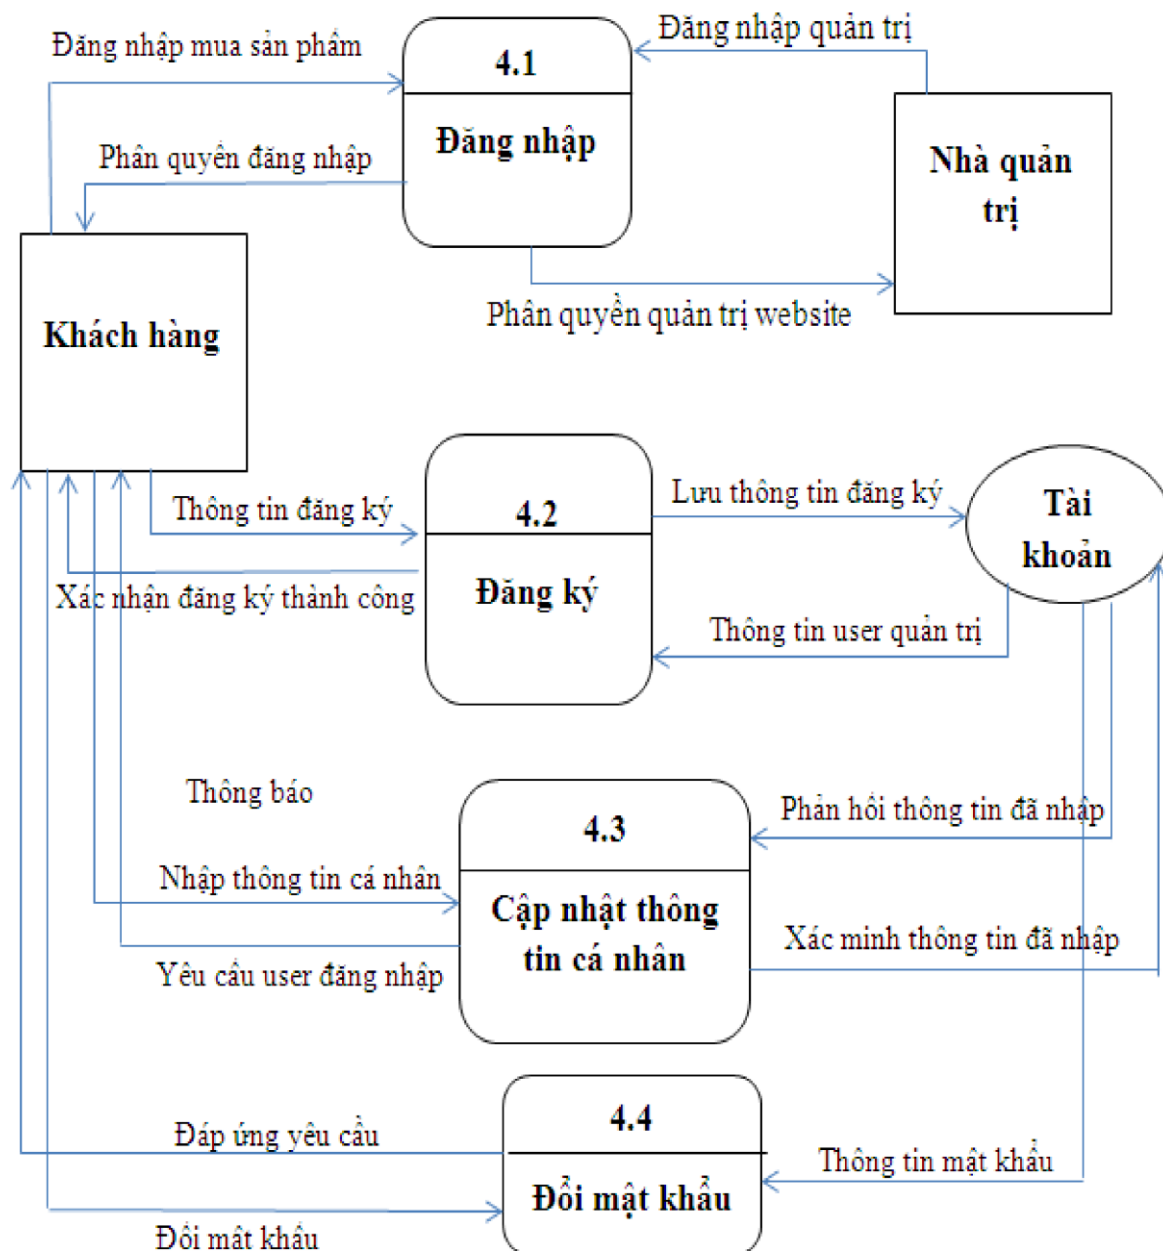 Đăng nhập mua sản phẩm
Đăng nhập quản trị
4.1
Đăng nhập
Phân quyền đăng nhập
Nhà quản
trị
Khách hàng
Phân quyền quản trị website
4.2
Đăng ký
Thông tin đăng ký
Lưu thông tin đăng ký
Tài
khoản
Xác nhận đăng ký thành công
Thông tin user quản trị
Thông báo
4.3
Cập nhật thông
tin cá nhân
Phản hồi thông tin đã nhập
Nhập thông tin cá nhân
Xác minh thông tin đã nhập
Yêu cầu user đăng nhập
4.4
Đổi mật khẩu
Đáp ứng yêu cầu
Thông tin mật khẩu
Đổi mât khẩu